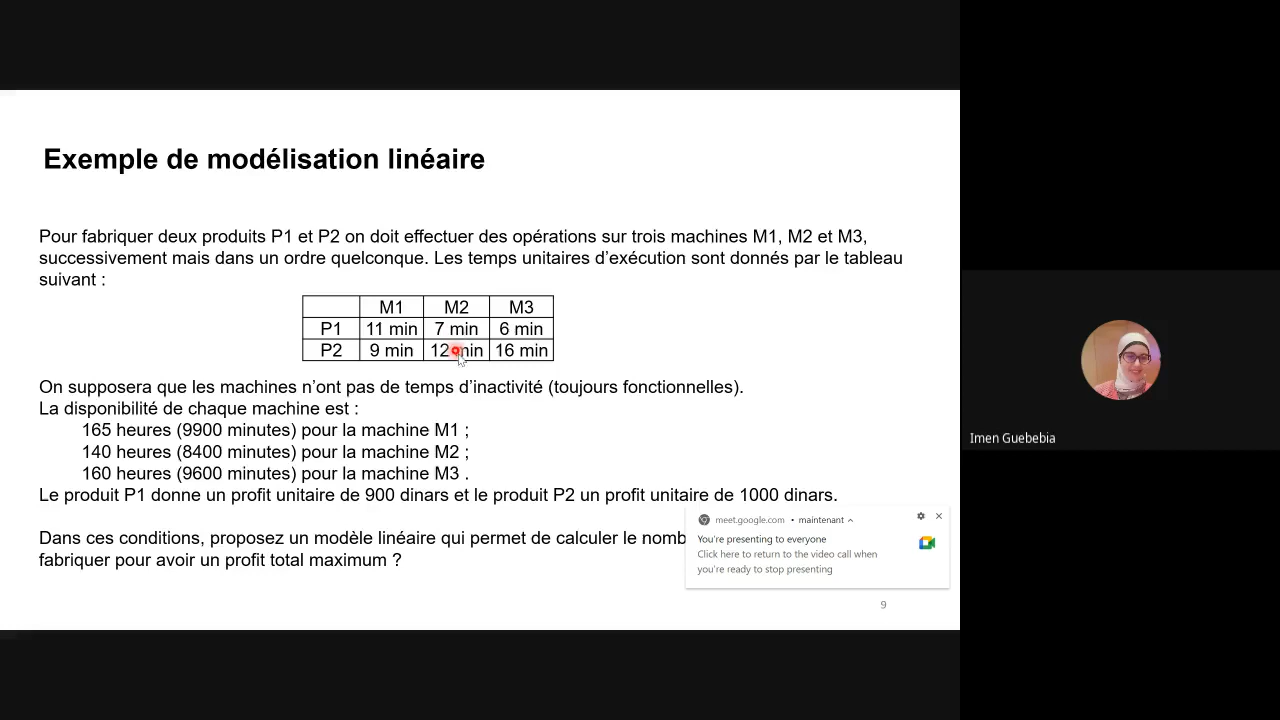 Exemple de modélisation linéaire
Pour fabriquer deux produits P1 et P2 on doit effectuer des opérations sur trois machines M1, M2 et M3,
successivement mais dans un ordre quelconque. Les temps unitaires d’exécution sont donnés par le tableau
suivant :
M1 M2 M3
P1 11 min 7 min 6 min
P2 9 min 12 min 16 min
On supposera que les machines n’ont pas de temps d’inactivité (toujours fonctionnelles).
La disponibilité de chaque machine est :
165 heures (9900 minutes) pour la machine M1 ;
140 heures (8400 minutes) pour la machine M2 ;
160 heures (9600 minutes) pour la machine M3 .
Le produit P1 donne un profit unitaire de 900 dinars et le produit P2 un profit unitaire de 1000 dinars.
Dans ces conditions, proposez un modèle linéaire qui permet de calculer le nomb
fabriquer pour avoir un profit total maximum ?
meet.google.com • maintenant
You're presenting to everyone
Click here to return to the video call when
you're ready to stop presenting
9
Imen Guebebia